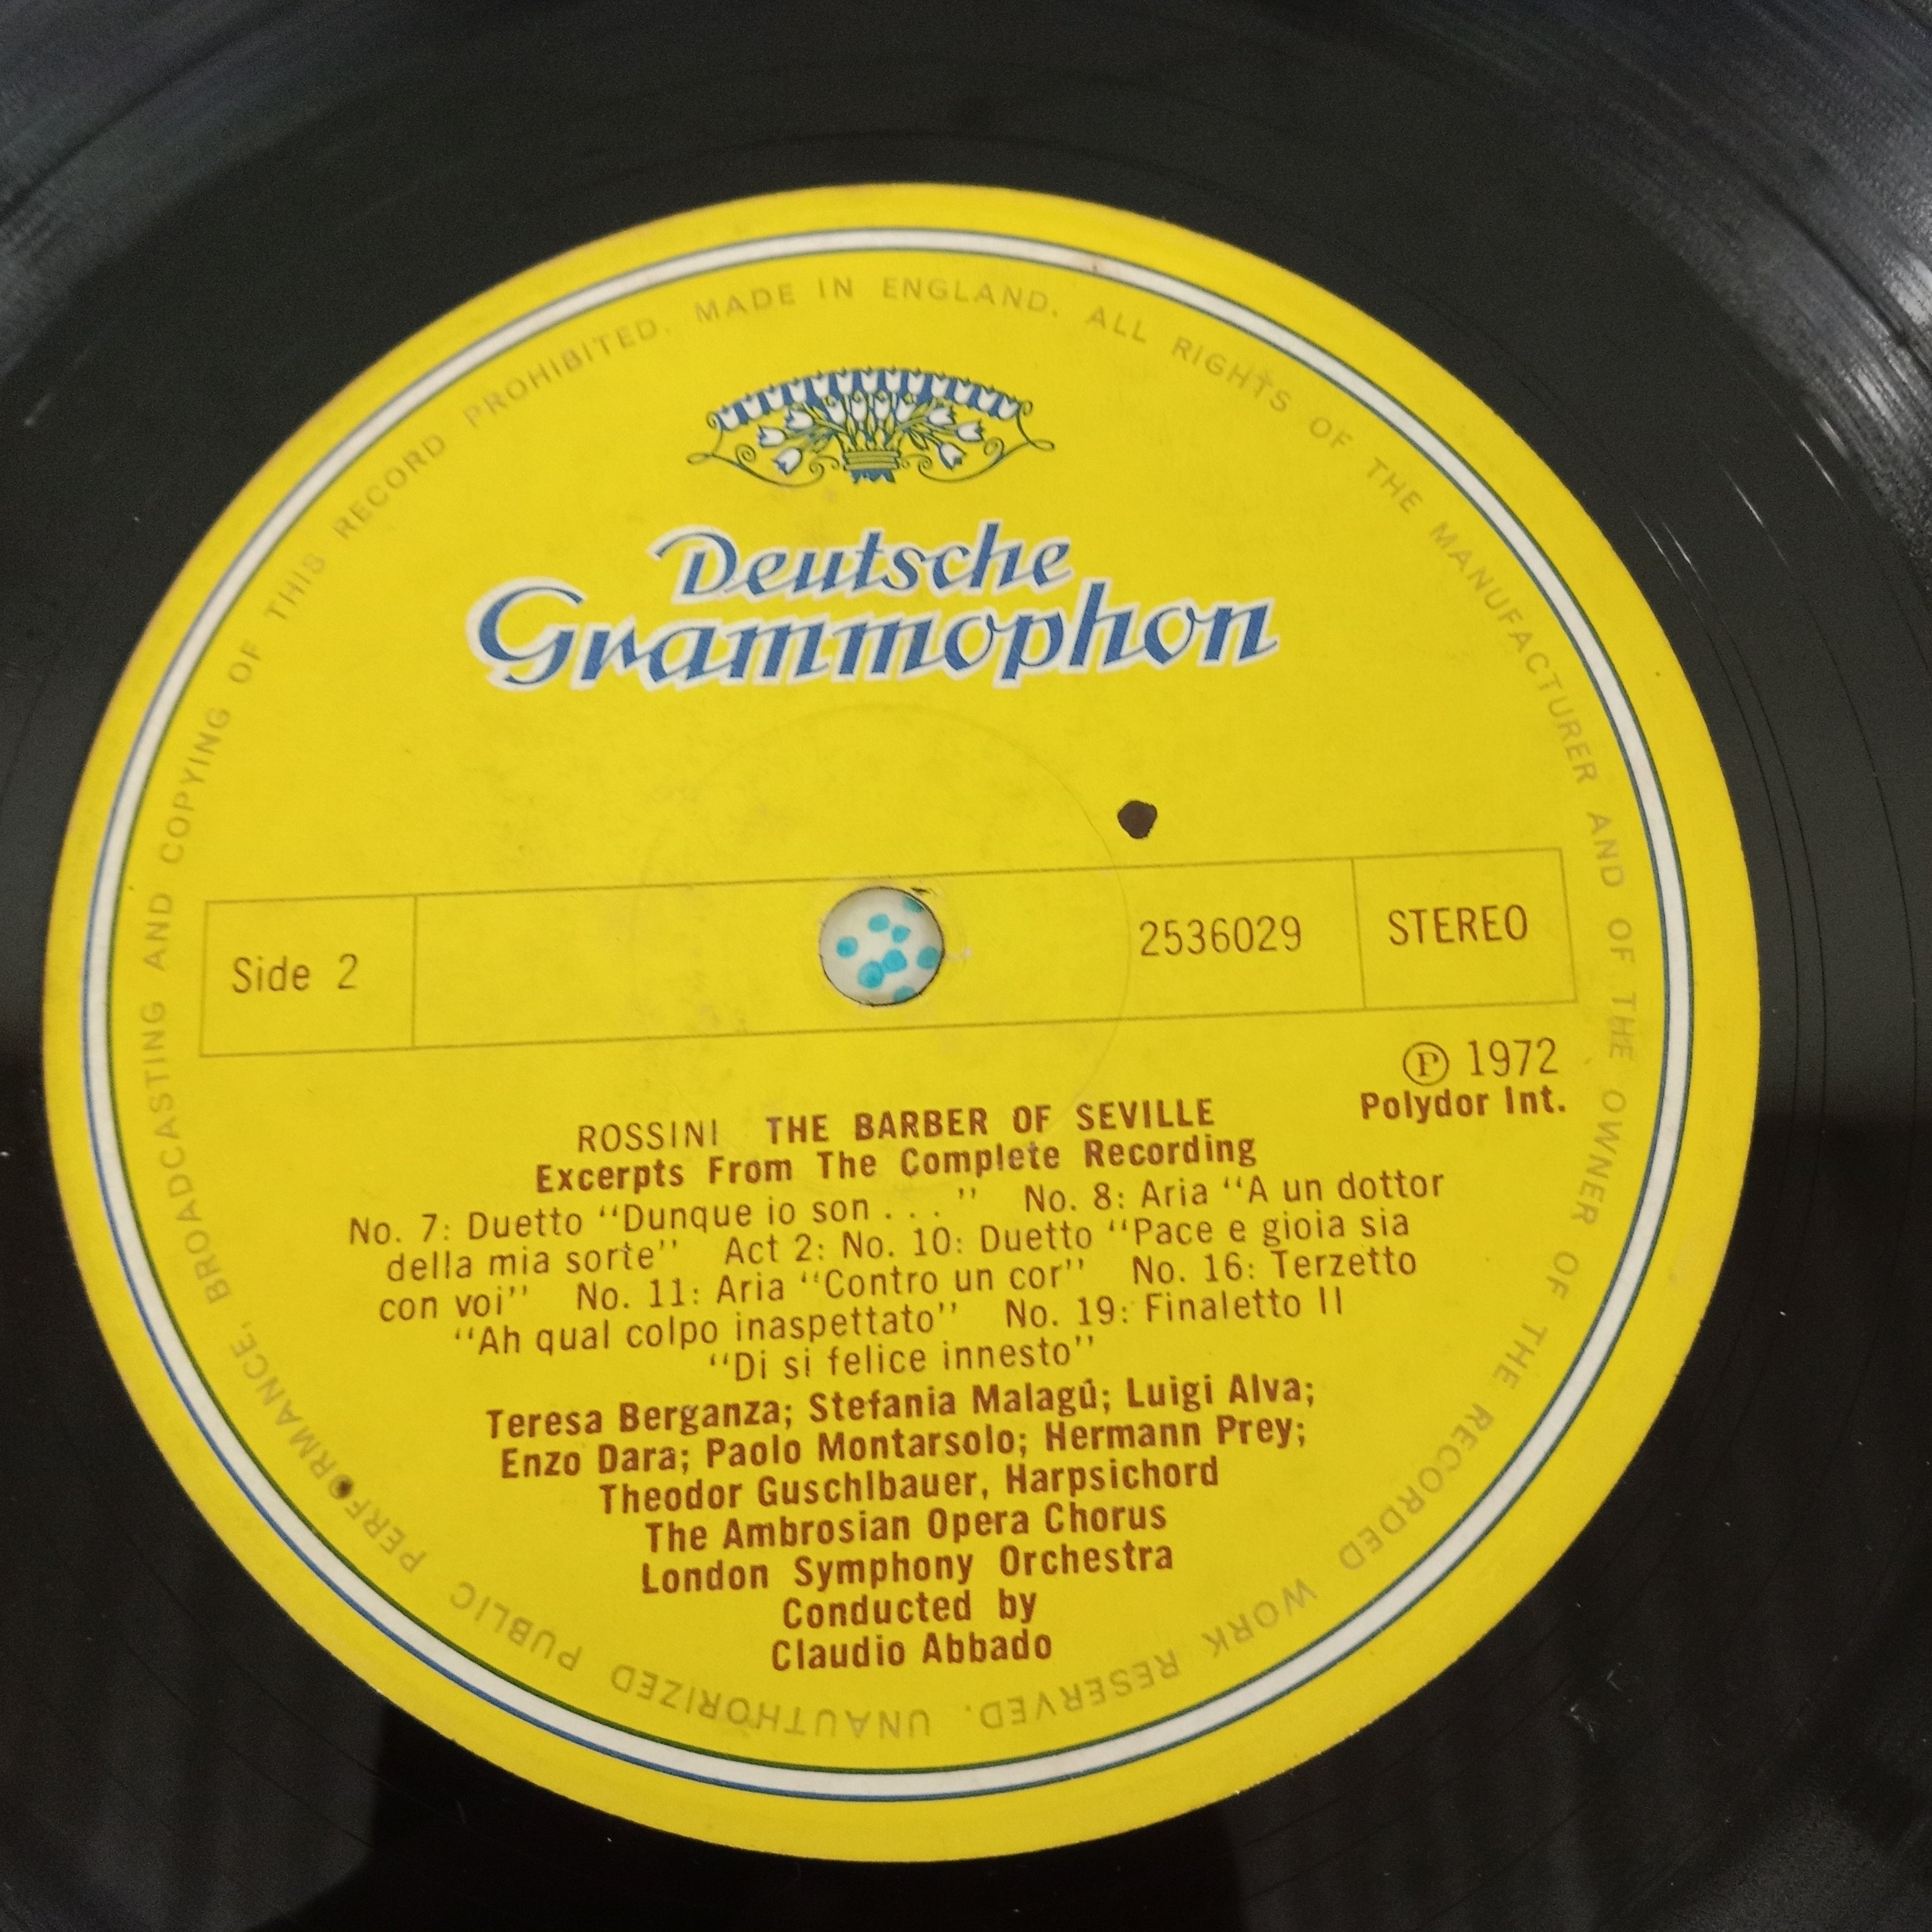 MADE IN ENGLAND. ALL RIGHTS OF THE MANUFACTURER AND OF THE OWNER OF THE RECORDED WORK RESERVED. UNAUTHORIZED PUBLIC PERFORMANCE, BROADCASTING AND COPYING OF THIS RECORD PROHIBITED.
Deutsche
Grammophon
Side 2
2536029
STEREO
Ⓟ 1972
Polydor Int.
ROSSINI THE BARBER OF SEVILLE
Excerpts From The Complete Recording
No. 7: Duetto “Dunque io son . . . ” No. 8: Aria “A un dottor
della mia sorte” Act 2: No. 10: Duetto “Pace e gioia sia
con voi” No. 11: Aria “Contro un cor” No. 16: Terzetto
“Ah qual colpo inaspettato” No. 19: Finaletto II
“Di si felice innesto”
Teresa Berganza; Stefania Malagú; Luigi Alva;
Enzo Dara; Paolo Montarsolo; Hermann Prey;
Theodor Guschlbauer, Harpsichord
The Ambrosian Opera Chorus
London Symphony Orchestra
Conducted by
Claudio Abbado